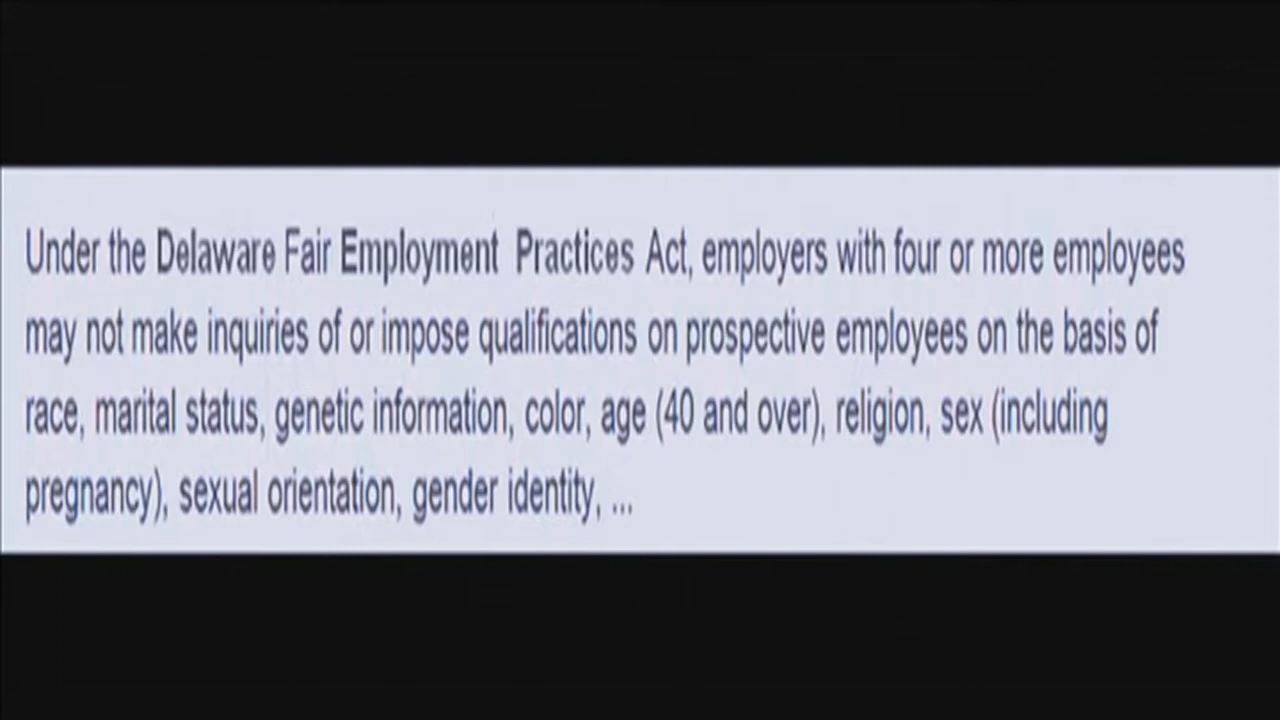 Under the Delaware Fair Employment Practices Act, employers with four or more employees
may not make inquiries of or impose qualifications on prospective employees on the basis of
race, marital status, genetic information, color, age (40 and over), religion, sex (including
pregnancy), sexual orientation, gender identity, ...